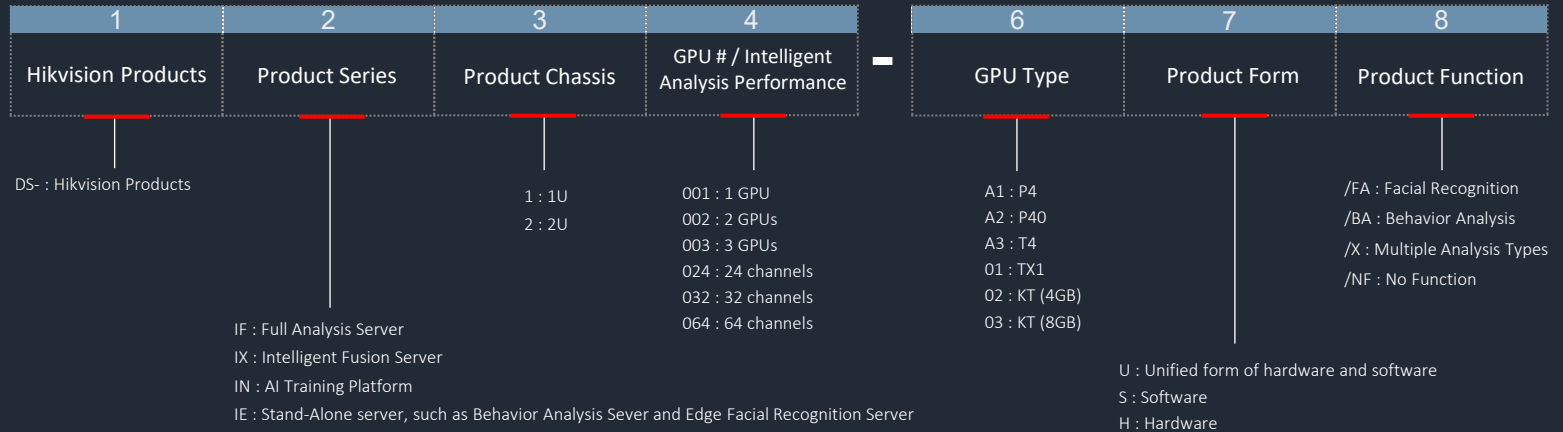 1
2
3
4
6
7
8
Hikvision Products
Product Series
Product Chassis
GPU # / Intelligent
Analysis Performance
-
GPU Type
Product Form
Product Function
DS- : Hikvision Products
IF : Full Analysis Server
IX : Intelligent Fusion Server
IN : AI Training Platform
IE : Stand-Alone server, such as Behavior Analysis Sever and Edge Facial Recognition Server
1 : 1U
2 : 2U
001 : 1 GPU
002 : 2 GPUs
003 : 3 GPUs
024 : 24 channels
032 : 32 channels
064 : 64 channels
A1 : P4
A2 : P40
A3 : T4
01 : TX1
02 : KT (4GB)
03 : KT (8GB)
U : Unified form of hardware and software
S : Software
H : Hardware
/FA : Facial Recognition
/BA : Behavior Analysis
/X : Multiple Analysis Types
/NF : No Function